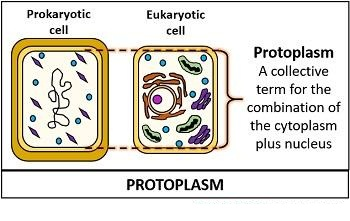 Prokaryotic
cell
Eukaryotic
cell
Protoplasm
A collective
term for the
combination of
the cytoplasm
plus nucleus
PROTOPLASM